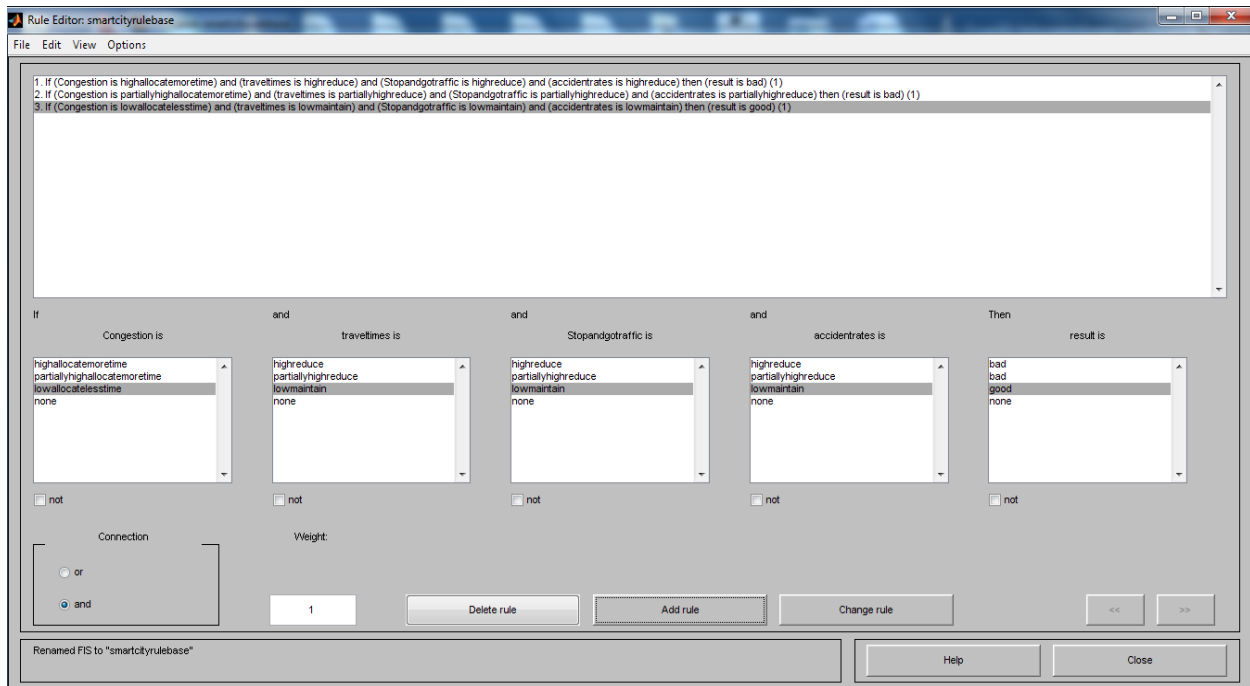 Rule Editor: smartcityrulebase
File Edit View Options
1. If (Congestion is highallocatemoretime) and (traveltimes is highreduce) and (Stopandgotraffic is highreduce) and (accidentrates is highreduce) then (result is bad) (1)
2. If (Congestion is partiallyhighallocatemoretime) and (traveltimes is partiallyhighreduce) and (Stopandgotraffic is partiallyhighreduce) and (accidentrates is partiallyhighreduce) then (result is bad) (1)
3. If (Congestion is lowallocatelesstime) and (traveltimes is lowmaintain) and (Stopandgotraffic is lowmaintain) and (accidentrates is lowmaintain) then (result is good) (1)
If and and and Then
Congestion is traveltimes is Stopandgotraffic is accidentrates is result is
highallocatemoretime highreduce highreduce highreduce bad
partiallyhighallocatemoretime partiallyhighreduce partiallyhighreduce partiallyhighreduce bad
lowallocatelesstime lowmaintain lowmaintain lowmaintain good
none none none none none
not not not not not
Connection Weight:
or
and 1 Delete rule Add rule Change rule << >>
Renamed FIS to "smartcityrulebase" Help Close